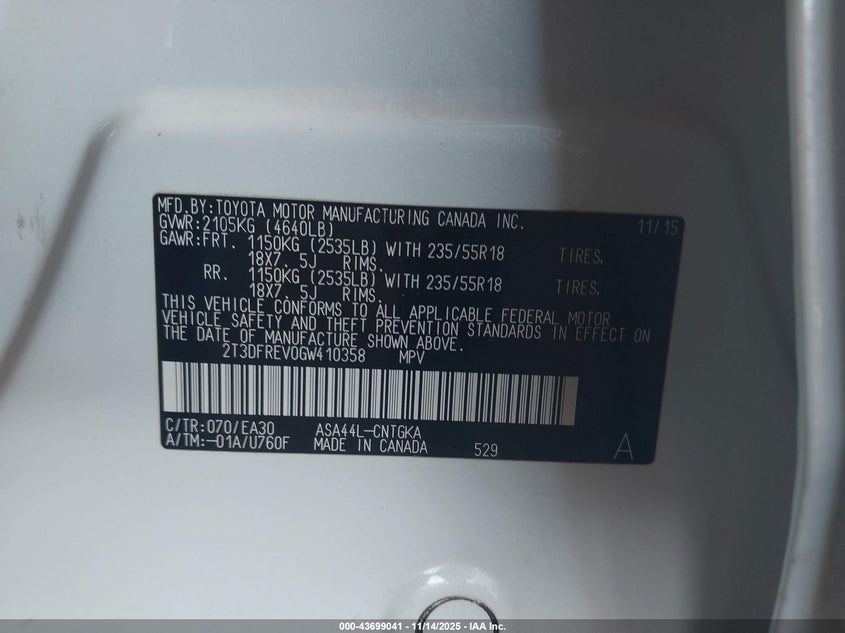 MFD.BY:TOYOTA MOTOR MANUFACTURING CANADA INC. 11/15
GVWR:2105KG (4640LB)
GAWR:FRT. 1150KG (2535LB) WITH 235/55R18 TIRES,
18X7.5J RIMS.
RR. 1150KG (2535LB) WITH 235/55R18 TIRES,
18X7.5J RIMS.
THIS VEHICLE CONFORMS TO ALL APPLICABLE FEDERAL MOTOR
VEHICLE SAFETY AND THEFT PREVENTION STANDARDS IN EFFECT ON
THE DATE OF MANUFACTURE SHOWN ABOVE.
2T3DFREV0GW410358 MPV
C/TR:070/EA30 ASA44L-CNTGKA
A/TM:-01A/U760F MADE IN CANADA 529 A
000-43699041 - 11/14/2025 - IAA Inc.